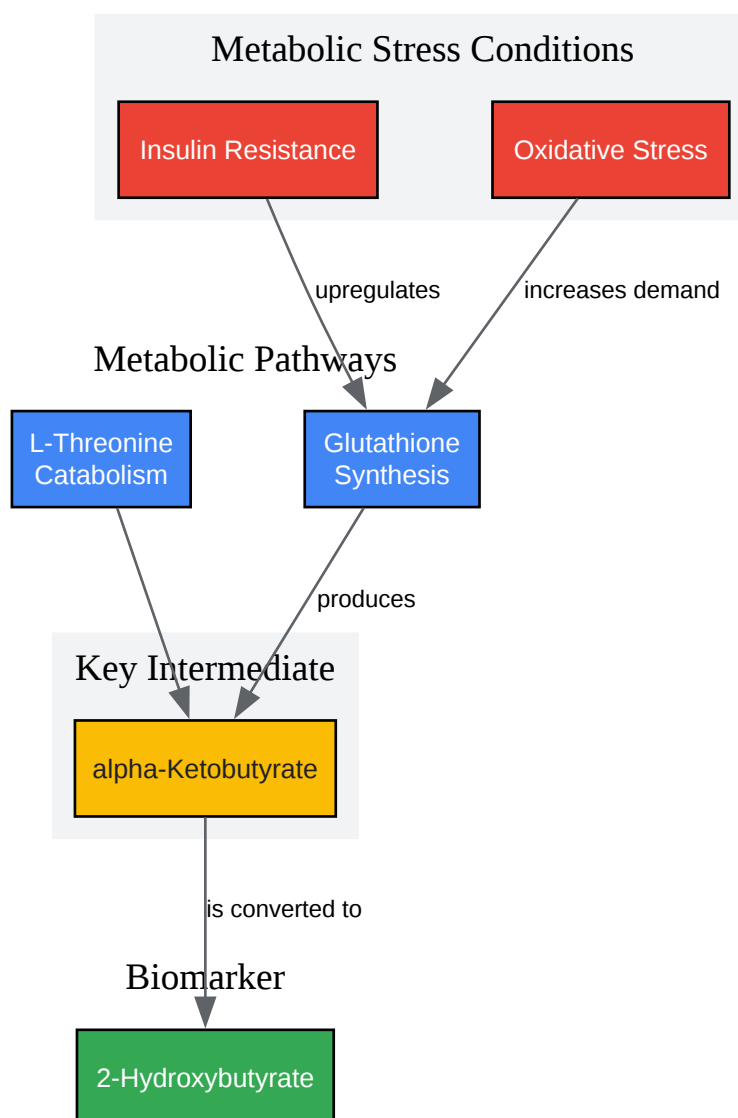 Metabolic Stress Conditions
Insulin Resistance
Oxidative Stress
upregulates
increases demand
Metabolic Pathways
L-Threonine
Catabolism
Glutathione
Synthesis
produces
Key Intermediate
alpha-Ketobutyrate
is converted to
Biomarker
2-Hydroxybutyrate